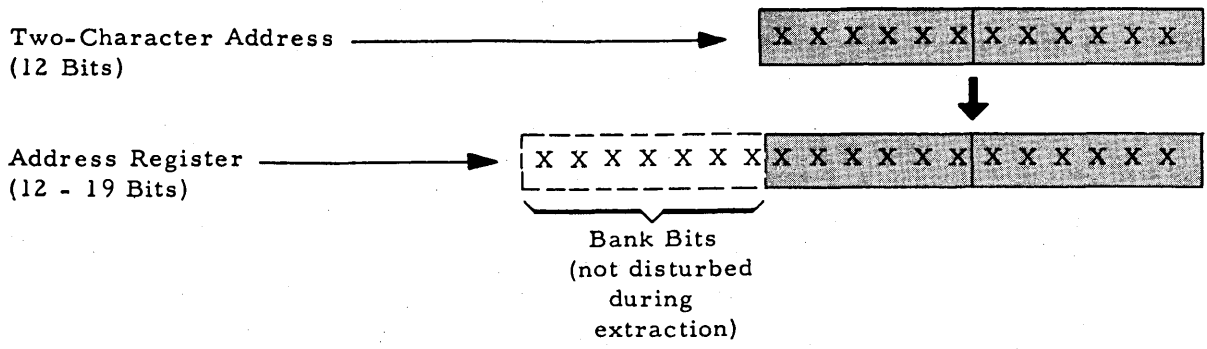 Two-Character Address
(12 Bits)
X X X X X X X X X X X X
Address Register
(12 - 19 Bits)
X X X X X X X X X X X X X X X X X X X
Bank Bits
(not disturbed
during
extraction)